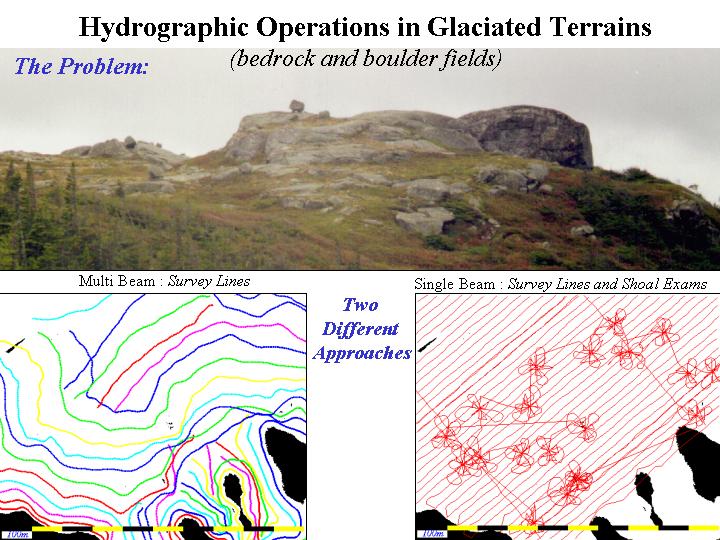 Hydrographic Operations in Glaciated Terrains
(bedrock and boulder fields)
The Problem:
Multi Beam : Survey Lines
Single Beam : Survey Lines and Shoal Exams
Two
Different
Approaches
100m
100m